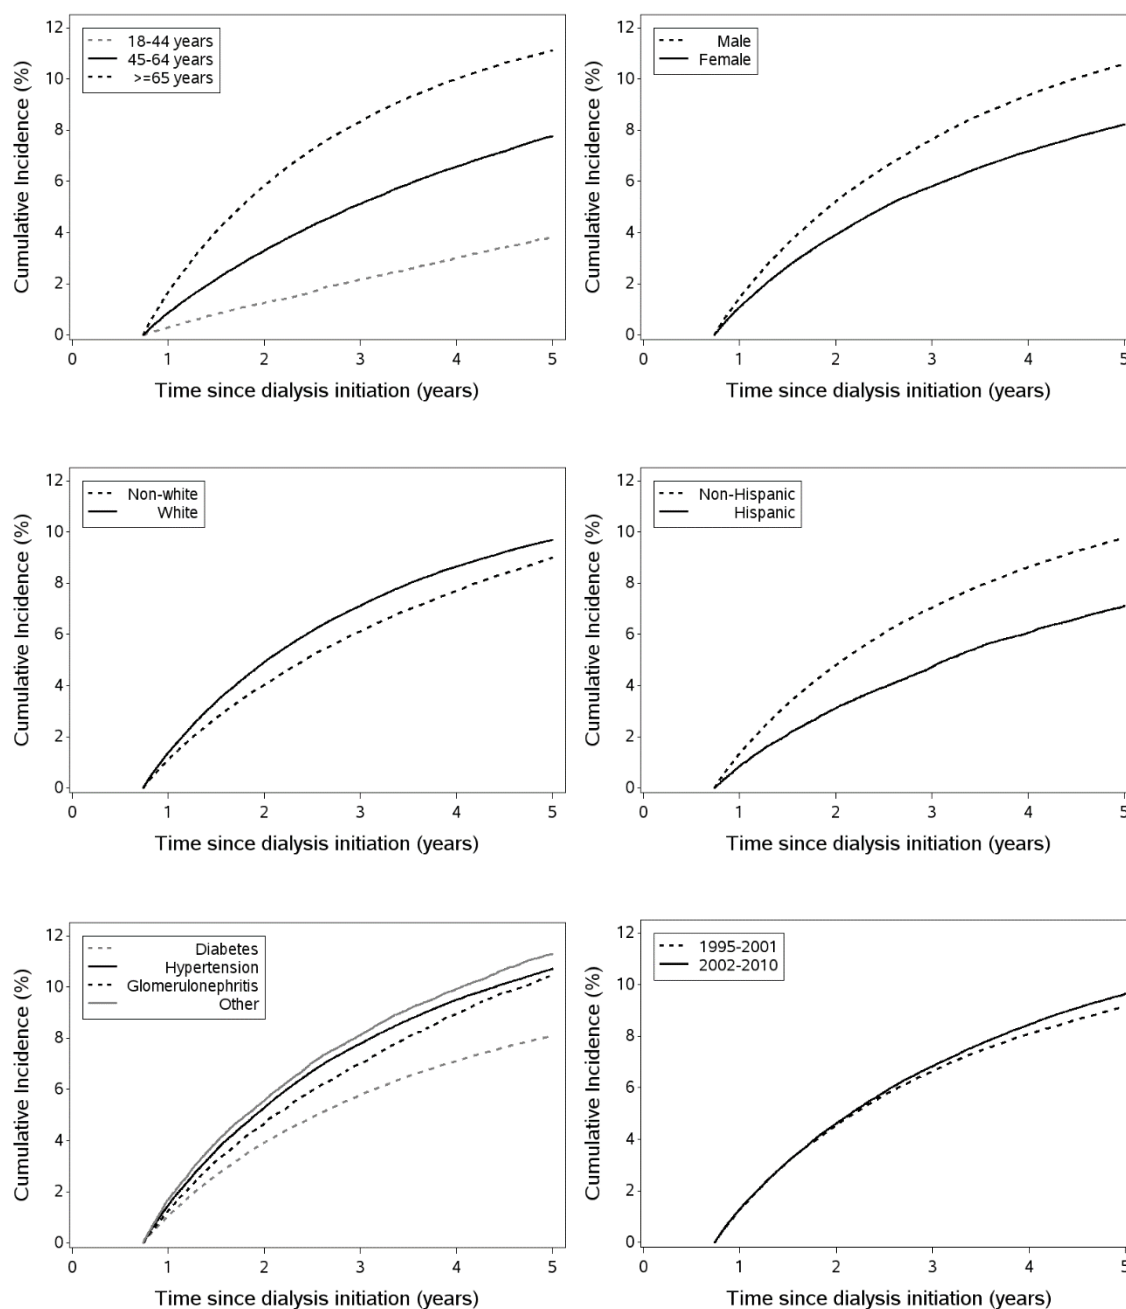 12
10
8
6
4
2
0
Cumulative Incidence (%)
18-44 years
45-64 years
>=65 years
0 1 2 3 4 5
Time since dialysis initiation (years)
12
10
8
6
4
2
0
Cumulative Incidence (%)
Male
Female
0 1 2 3 4 5
Time since dialysis initiation (years)
12
10
8
6
4
2
0
Cumulative Incidence (%)
Non-white
White
0 1 2 3 4 5
Time since dialysis initiation (years)
12
10
8
6
4
2
0
Cumulative Incidence (%)
Non-Hispanic
Hispanic
0 1 2 3 4 5
Time since dialysis initiation (years)
12
10
8
6
4
2
0
Cumulative Incidence (%)
Diabetes
Hypertension
Glomerulonephritis
Other
0 1 2 3 4 5
Time since dialysis initiation (years)
12
10
8
6
4
2
0
Cumulative Incidence (%)
1995-2001
2002-2010
0 1 2 3 4 5
Time since dialysis initiation (years)